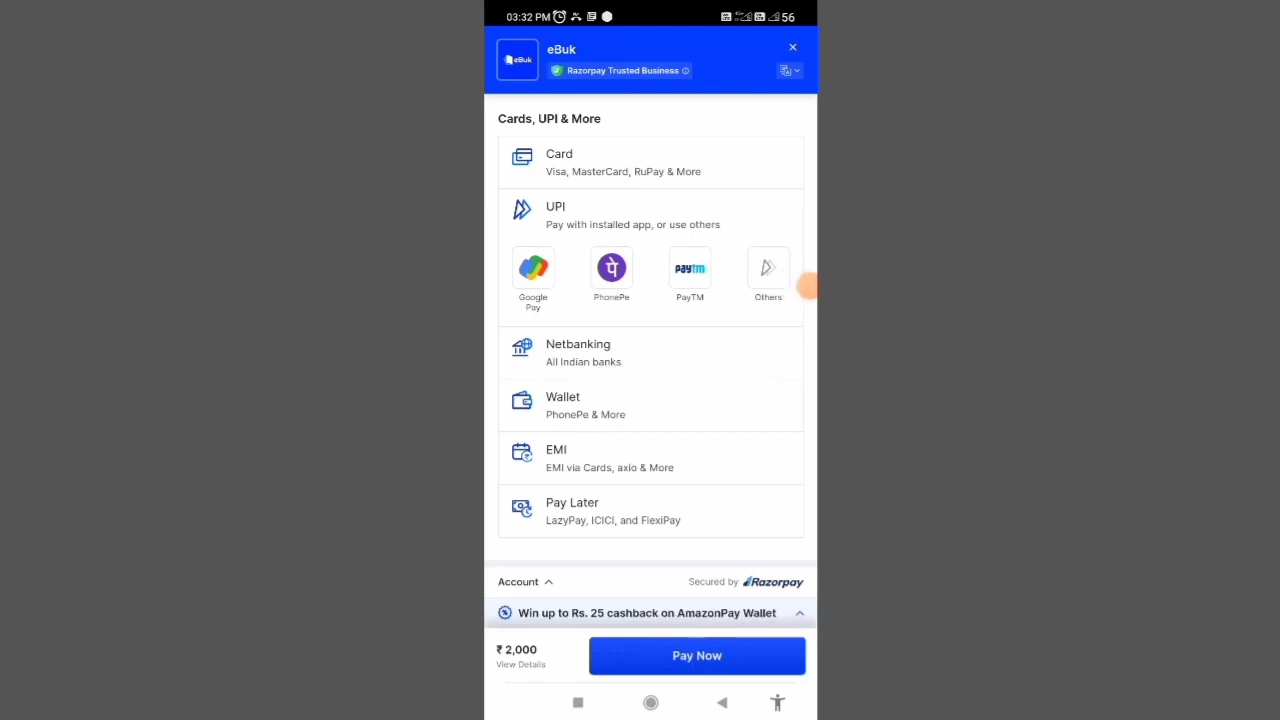 03:32 PM
56
eBuk
eBuk
Razorpay Trusted Business
Cards, UPI & More
Card
Visa, MasterCard, RuPay & More
UPI
Pay with installed app, or use others
पे
paytm
Google
Pay
PhonePe
PayTM
Others
Netbanking
All Indian banks
Wallet
PhonePe & More
EMI
EMI via Cards, axio & More
Pay Later
LazyPay, ICICI, and FlexiPay
Account
Secured by Razorpay
Win up to Rs. 25 cashback on AmazonPay Wallet
₹ 2,000
View Details
Pay Now